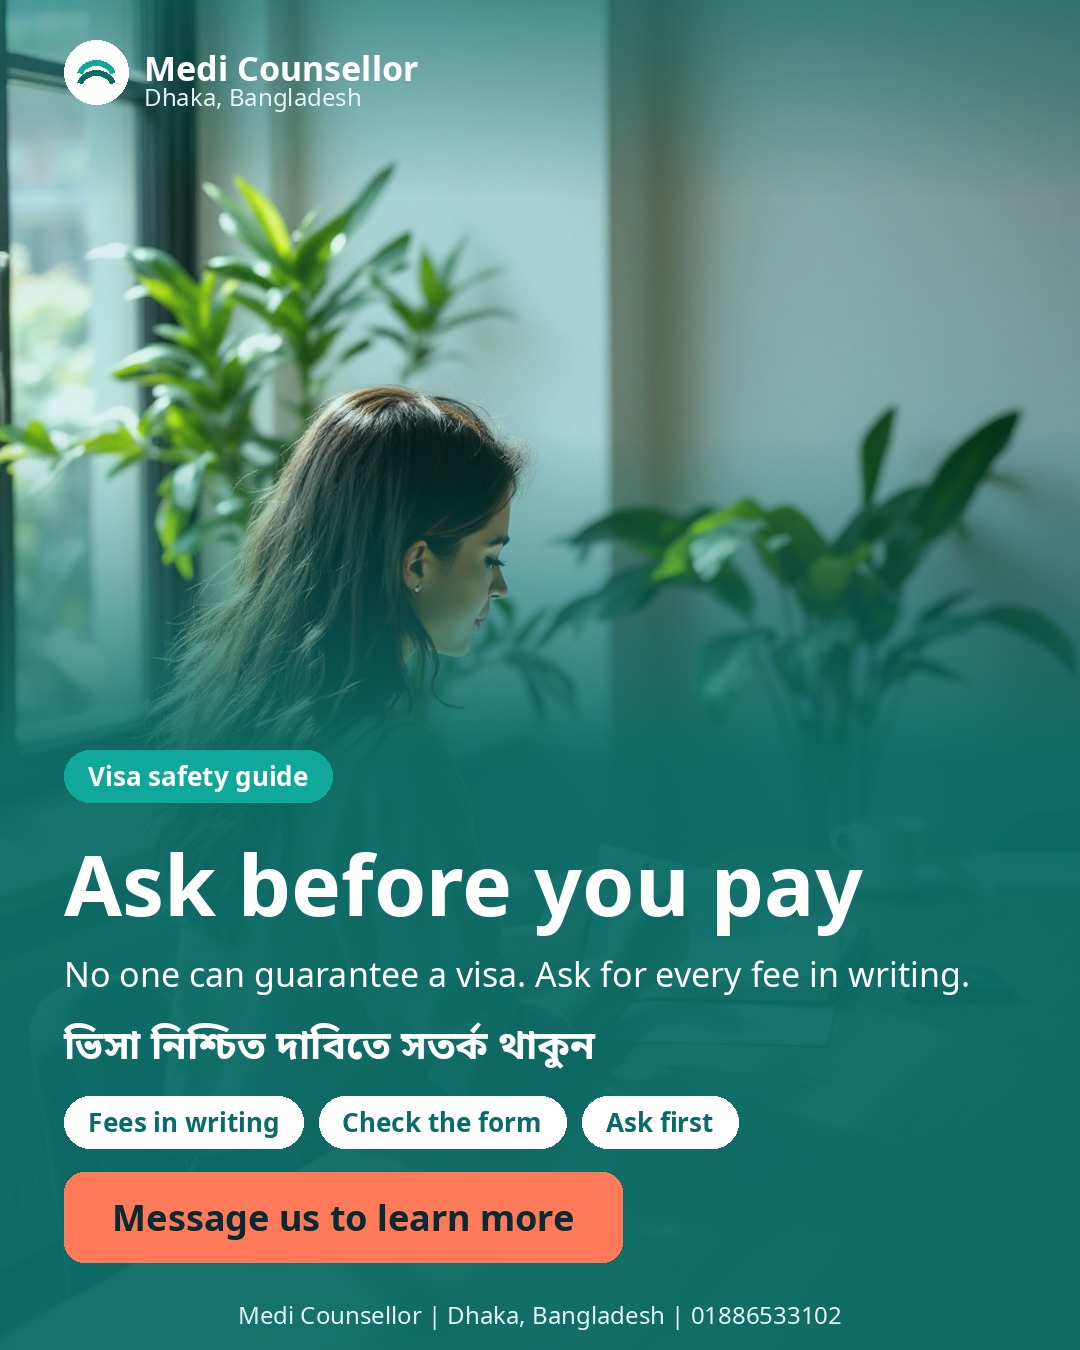 Medi Counsellor
Dhaka, Bangladesh
Visa safety guide
Ask before you pay
No one can guarantee a visa. Ask for every fee in writing.
ভিসা নিশ্চিত দাবিতে সতর্ক থাকুন
Fees in writing
Check the form
Ask first
Message us to learn more
Medi Counsellor | Dhaka, Bangladesh | 01886533102